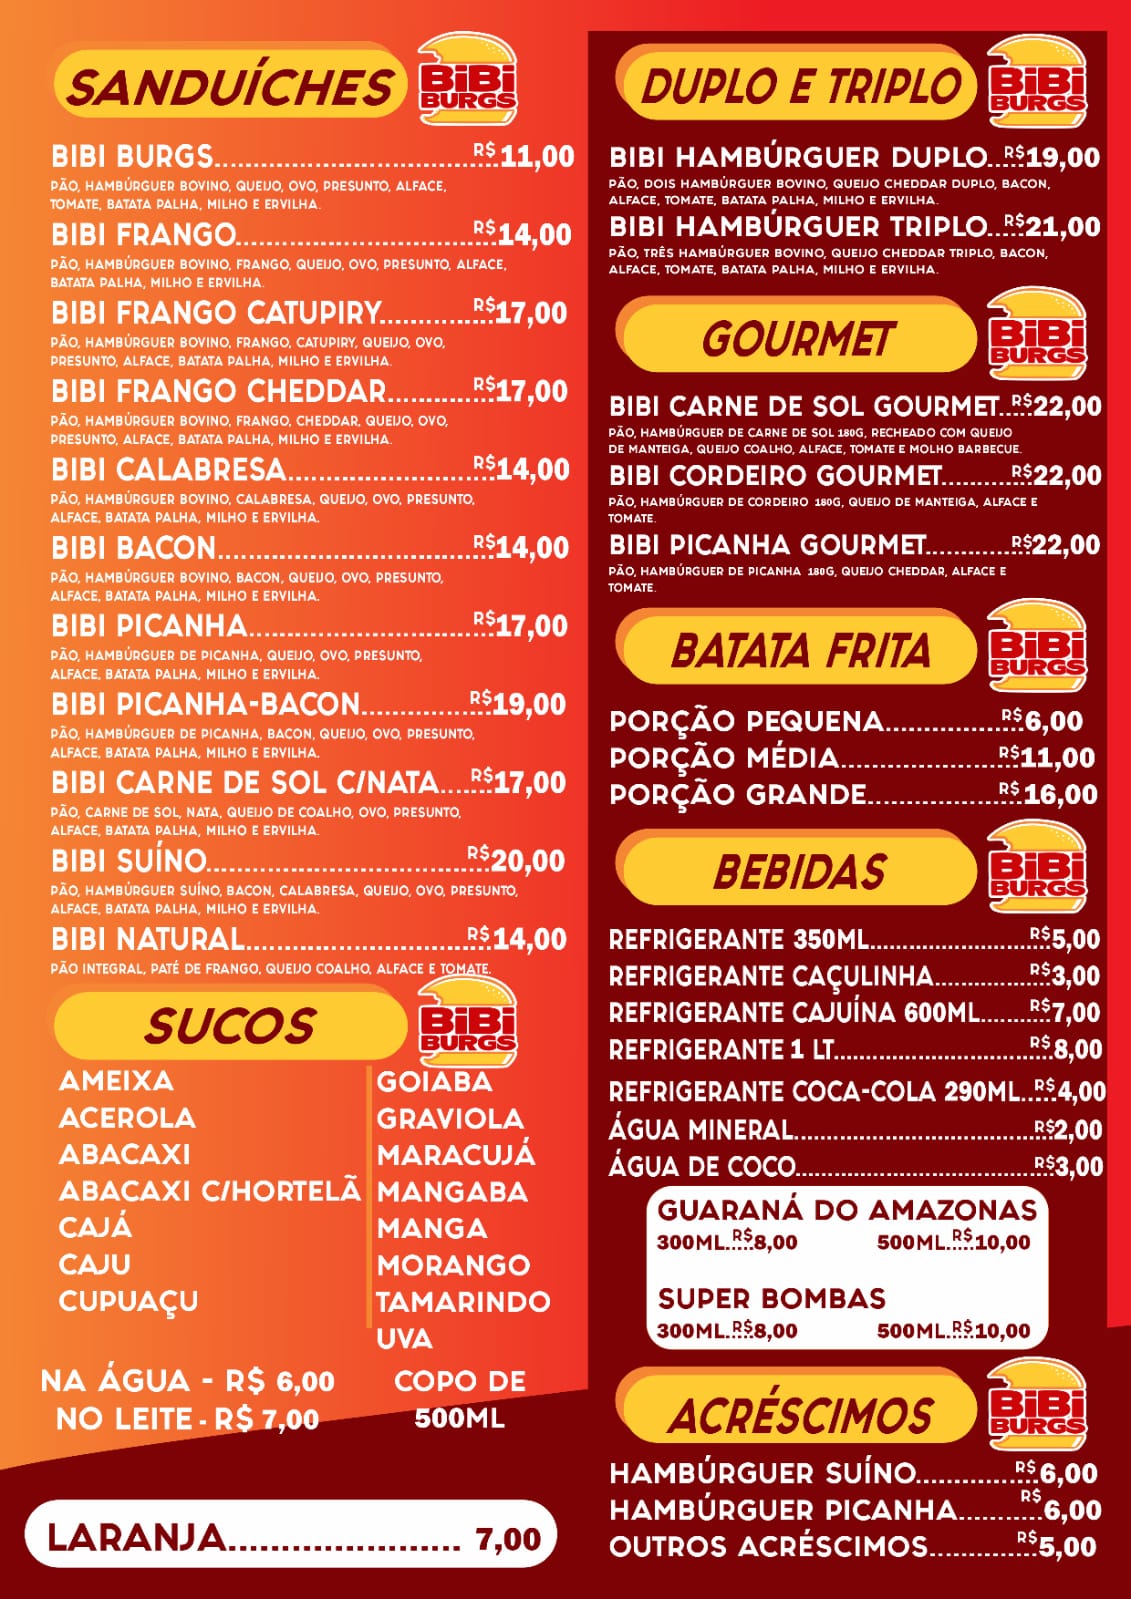 SANDUÍCHES
BiBi
BURGS
BIBI BURGS..............................R$11,00
PÃO, HAMBÚRGUER BOVINO, QUEIJO, OVO, PRESUNTO, ALFACE,
TOMATE, BATATA PALHA, MILHO E ERVILHA.
BIBI FRANGO..............................R$14,00
PÃO, HAMBÚRGUER BOVINO, FRANGO, QUEIJO, OVO, PRESUNTO, ALFACE,
BATATA PALHA, MILHO E ERVILHA.
BIBI FRANGO CATUPIRY.............R$17,00
PÃO, HAMBÚRGUER BOVINO, FRANGO, CATUPIRY, QUEIJO, OVO,
PRESUNTO, ALFACE, BATATA PALHA, MILHO E ERVILHA.
BIBI FRANGO CHEDDAR.............R$17,00
PÃO, HAMBÚRGUER BOVINO, FRANGO, CHEDDAR, QUEIJO, OVO,
PRESUNTO, ALFACE, BATATA PALHA, MILHO E ERVILHA.
BIBI CALABRESA.........................R$14,00
PÃO, HAMBÚRGUER BOVINO, CALABRESA, QUEIJO, OVO, PRESUNTO,
ALFACE, BATATA PALHA, MILHO E ERVILHA.
BIBI BACON................................R$14,00
PÃO, HAMBÚRGUER BOVINO, BACON, QUEIJO, OVO, PRESUNTO,
ALFACE, BATATA PALHA, MILHO E ERVILHA.
BIBI PICANHA.............................R$17,00
PÃO, HAMBÚRGUER DE PICANHA, QUEIJO, OVO, PRESUNTO,
ALFACE, BATATA PALHA, MILHO E ERVILHA.
BIBI PICANHA-BACON...............R$19,00
PÃO, HAMBÚRGUER DE PICANHA, BACON, QUEIJO, OVO, PRESUNTO,
ALFACE, BATATA PALHA, MILHO E ERVILHA.
BIBI CARNE DE SOL C/NATA.......R$17,00
PÃO, CARNE DE SOL, NATA, QUEIJO DE COALHO, OVO, PRESUNTO,
ALFACE, BATATA PALHA, MILHO E ERVILHA.
BIBI SUÍNO.................................R$20,00
PÃO, HAMBÚRGUER SUÍNO, BACON, CALABRESA, QUEIJO, OVO, PRESUNTO,
ALFACE, BATATA PALHA, MILHO E ERVILHA.
BIBI NATURAL............................R$14,00
PÃO INTEGRAL, PATÉ DE FRANGO, QUEIJO COALHO, ALFACE E TOMATE.
SUCOS
BiBi
BURGS
AMEIXA
ACEROLA
ABACAXI
ABACAXI C/HORTELÃ
CAJÁ
CAJU
CUPUAÇU
GOIABA
GRAVIOLA
MARACUJÁ
MANGABA
MANGA
MORANGO
TAMARINDO
UVA
NA ÁGUA - R$ 6,00
NO LEITE - R$ 7,00
COPO DE
500ML
LARANJA...................... 7,00
DUPLO E TRIPLO
BiBi
BURGS
BIBI HAMBÚRGUER DUPLO....R$19,00
PÃO, DOIS HAMBÚRGUER BOVINO, QUEIJO CHEDDAR DUPLO, BACON,
ALFACE, TOMATE, BATATA PALHA, MILHO E ERVILHA.
BIBI HAMBÚRGUER TRIPLO....R$21,00
PÃO, TRÊS HAMBÚRGUER BOVINO, QUEIJO CHEDDAR TRIPLO, BACON,
ALFACE, TOMATE, BATATA PALHA, MILHO E ERVILHA.
GOURMET
BiBi
BURGS
BIBI CARNE DE SOL GOURMET....R$22,00
PÃO, HAMBÚRGUER DE CARNE DE SOL 180G, RECHEADO COM QUEIJO
DE MANTEIGA, QUEIJO COALHO, ALFACE, TOMATE E MOLHO BARBECUE.
BIBI CORDEIRO GOURMET...........R$22,00
PÃO, HAMBÚRGUER DE CORDEIRO 180G, QUEIJO DE MANTEIGA, ALFACE E
TOMATE.
BIBI PICANHA GOURMET.............R$22,00
PÃO, HAMBÚRGUER DE PICANHA 180G, QUEIJO CHEDDAR, ALFACE E
TOMATE.
BATATA FRITA
BiBi
BURGS
PORÇÃO PEQUENA...............R$6,00
PORÇÃO MÉDIA....................R$11,00
PORÇÃO GRANDE.................R$16,00
BEBIDAS
BiBi
BURGS
REFRIGERANTE 350ML.....................R$5,00
REFRIGERANTE CAÇULINHA.............R$3,00
REFRIGERANTE CAJUÍNA 600ML........R$7,00
REFRIGERANTE 1 LT..........................R$8,00
REFRIGERANTE COCA-COLA 290ML.....R$4,00
ÁGUA MINERAL..............................R$2,00
ÁGUA DE COCO..............................R$3,00
GUARANÁ DO AMAZONAS
300ML.....R$8,00 500ML.....R$10,00
SUPER BOMBAS
300ML.....R$8,00 500ML.....R$10,00
ACRÉSCIMOS
BiBi
BURGS
HAMBÚRGUER SUÍNO..............R$6,00
HAMBÚRGUER PICANHA..........R$6,00
OUTROS ACRÉSCIMOS.............R$5,00